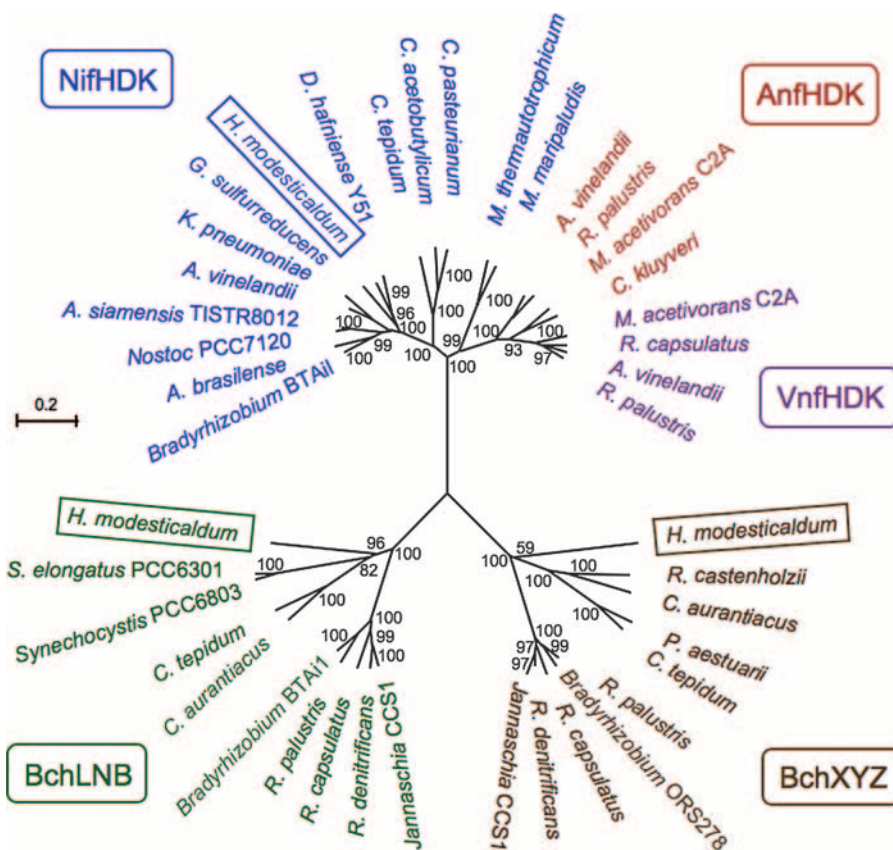 NifHDK
AnfHDK
H. modesticaldum
D. hafniense Y51
C. tepidum
C. acetobutylicum
C. pasteurianum
M. thermautotrophicum
M. maripaludis
A. vinelandii
R. palustris
M. acetivorans C2A
C. kluyveri
G. sulfurreducens
K. pneumoniae
A. vinelandii
A. siamensis TISTR8012
Nostoc PCC7120
A. brasilense
Bradyrhizobium BTAiI
M. acetivorans C2A
R. capsulatus
A. vinelandii
R. palustris
VnfHDK
100
99
96
100
100
100
99
100
100
99
100
100
100
93
97
0.2
H. modesticaldum
S. elongatus PCC6301
Synechocystis PCC6803
C. tepidum
C. aurantiacus
Bradyrhizobium BTAi1
R. palustris
R. capsulatus
R. denitrificans
Jannaschia CCS1
BchLNB
96
100
100
82
100
100
100
99
100
H. modesticaldum
R. castenholzii
C. aurantiacus
P. aestuarii
C. tepidum
R. palustris
Bradyrhizobium ORS278
R. capsulatus
R. denitrificans
Jannaschia CCS1
BchXYZ
59
100
100
100
100
100
97
99
97